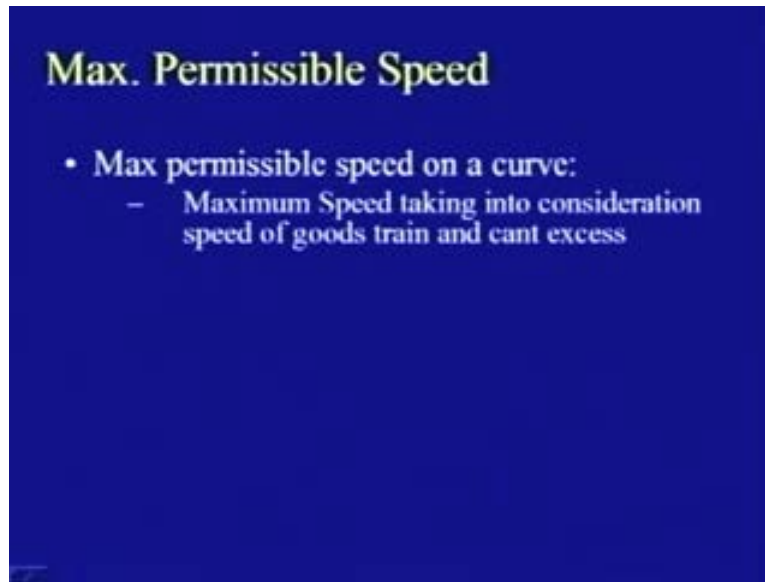 Max. Permissible Speed
• Max permissible speed on a curve:
– Maximum Speed taking into consideration
speed of goods train and cant excess